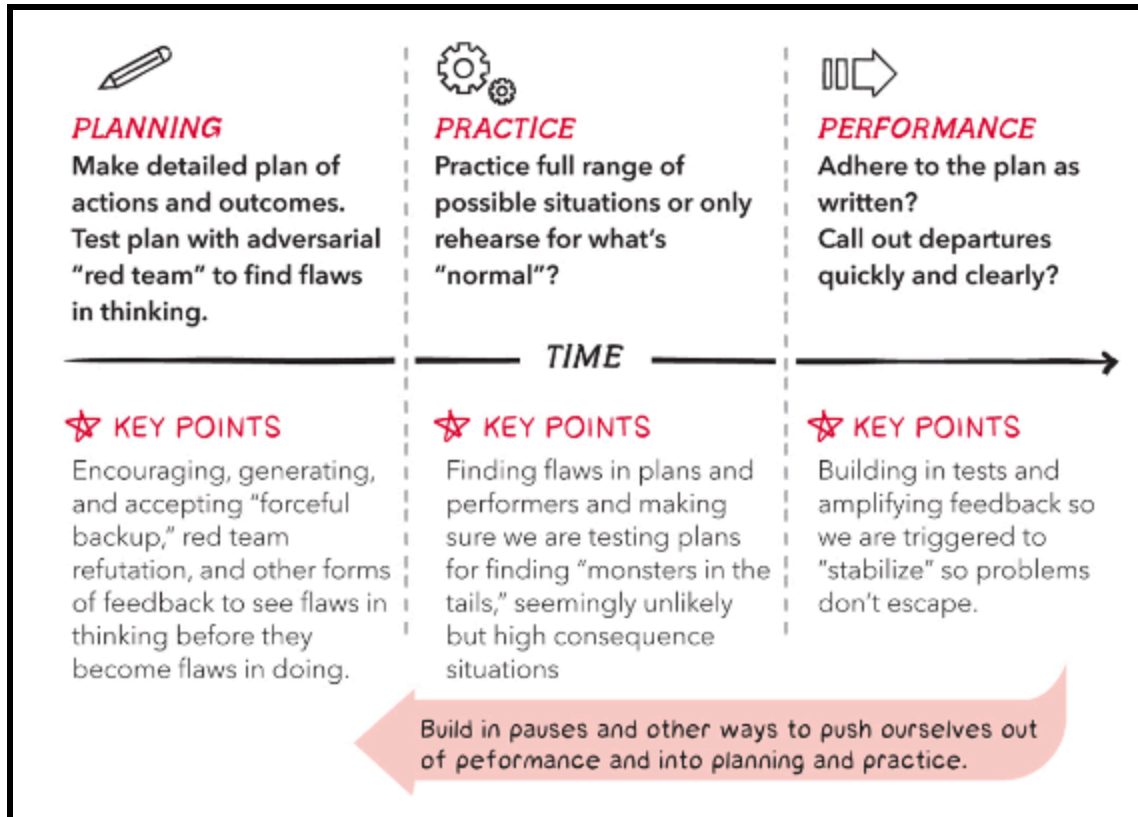 PLANNING
Make detailed plan of
actions and outcomes.
Test plan with adversarial
“red team” to find flaws
in thinking.
PRACTICE
Practice full range of
possible situations or only
rehearse for what’s
“normal”?
PERFORMANCE
Adhere to the plan as
written?
Call out departures
quickly and clearly?
TIME
KEY POINTS
Encouraging, generating,
and accepting “forceful
backup,” red team
refutation, and other forms
of feedback to see flaws in
thinking before they
become flaws in doing.
KEY POINTS
Finding flaws in plans and
performers and making
sure we are testing plans
for finding “monsters in the
tails,” seemingly unlikely
but high consequence
situations
KEY POINTS
Building in tests and
amplifying feedback so
we are triggered to
“stabilize” so problems
don’t escape.
Build in pauses and other ways to push ourselves out
of peformance and into planning and practice.